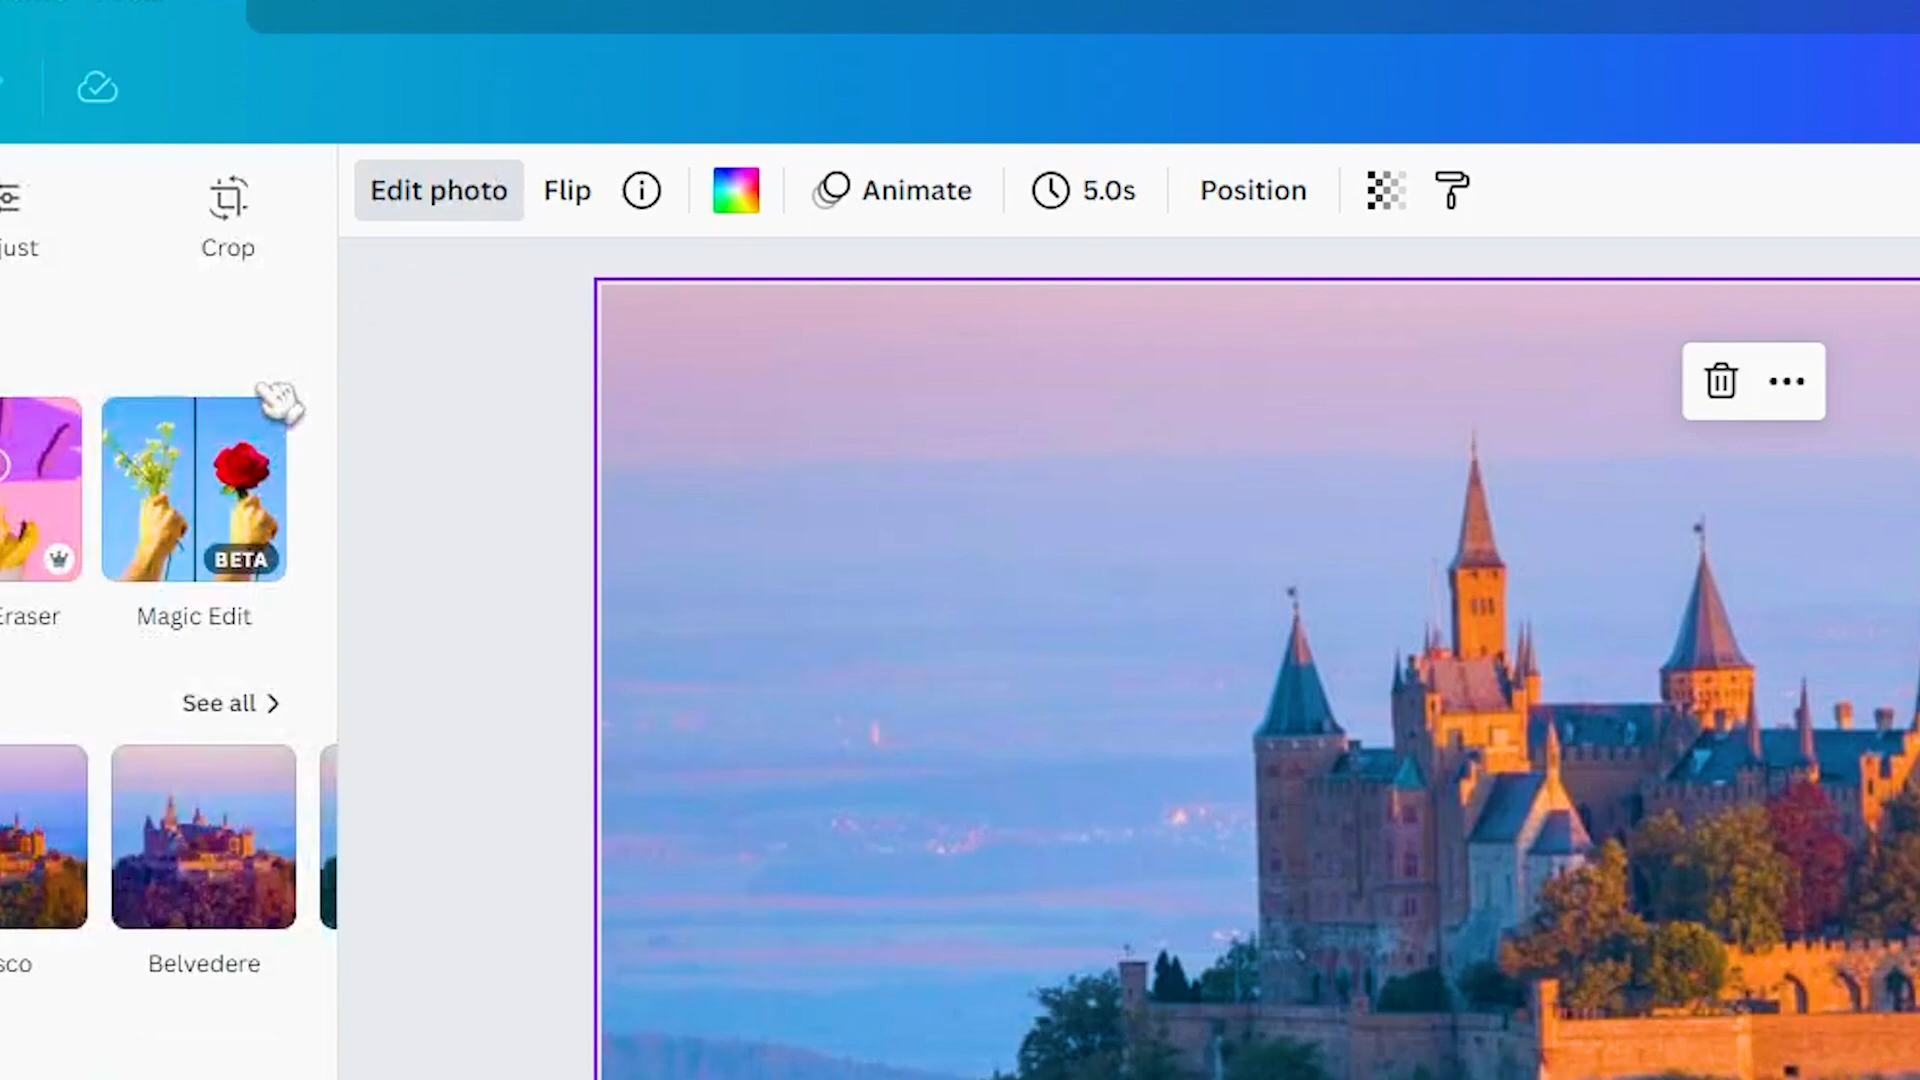 Edit photo Flip Animate 5.0s Position
just Crop
BETA
Eraser Magic Edit
See all
sco Belvedere